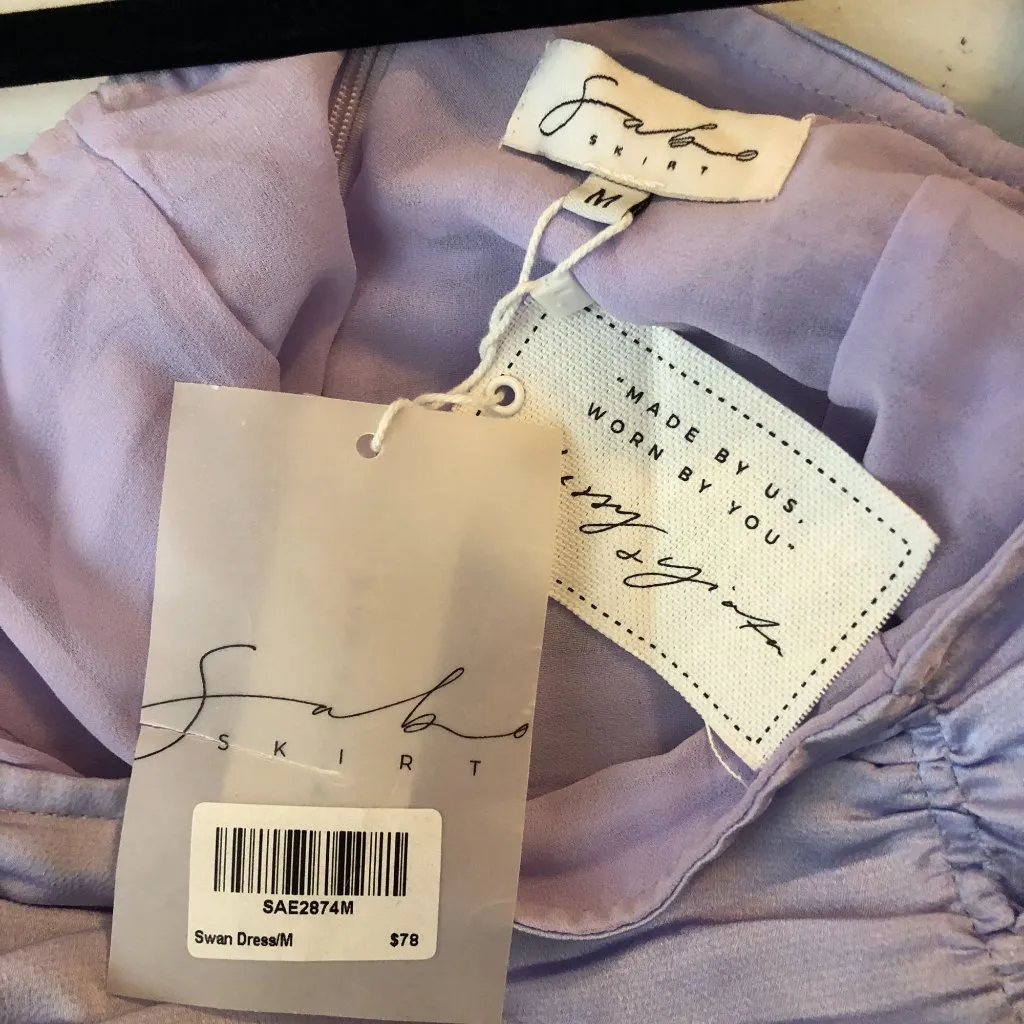 Sabo
SKIRT
M
"MADE BY US,
WORN BY YOU"
Sabo
SKIRT
SAE2874M
Swan Dress/M $78